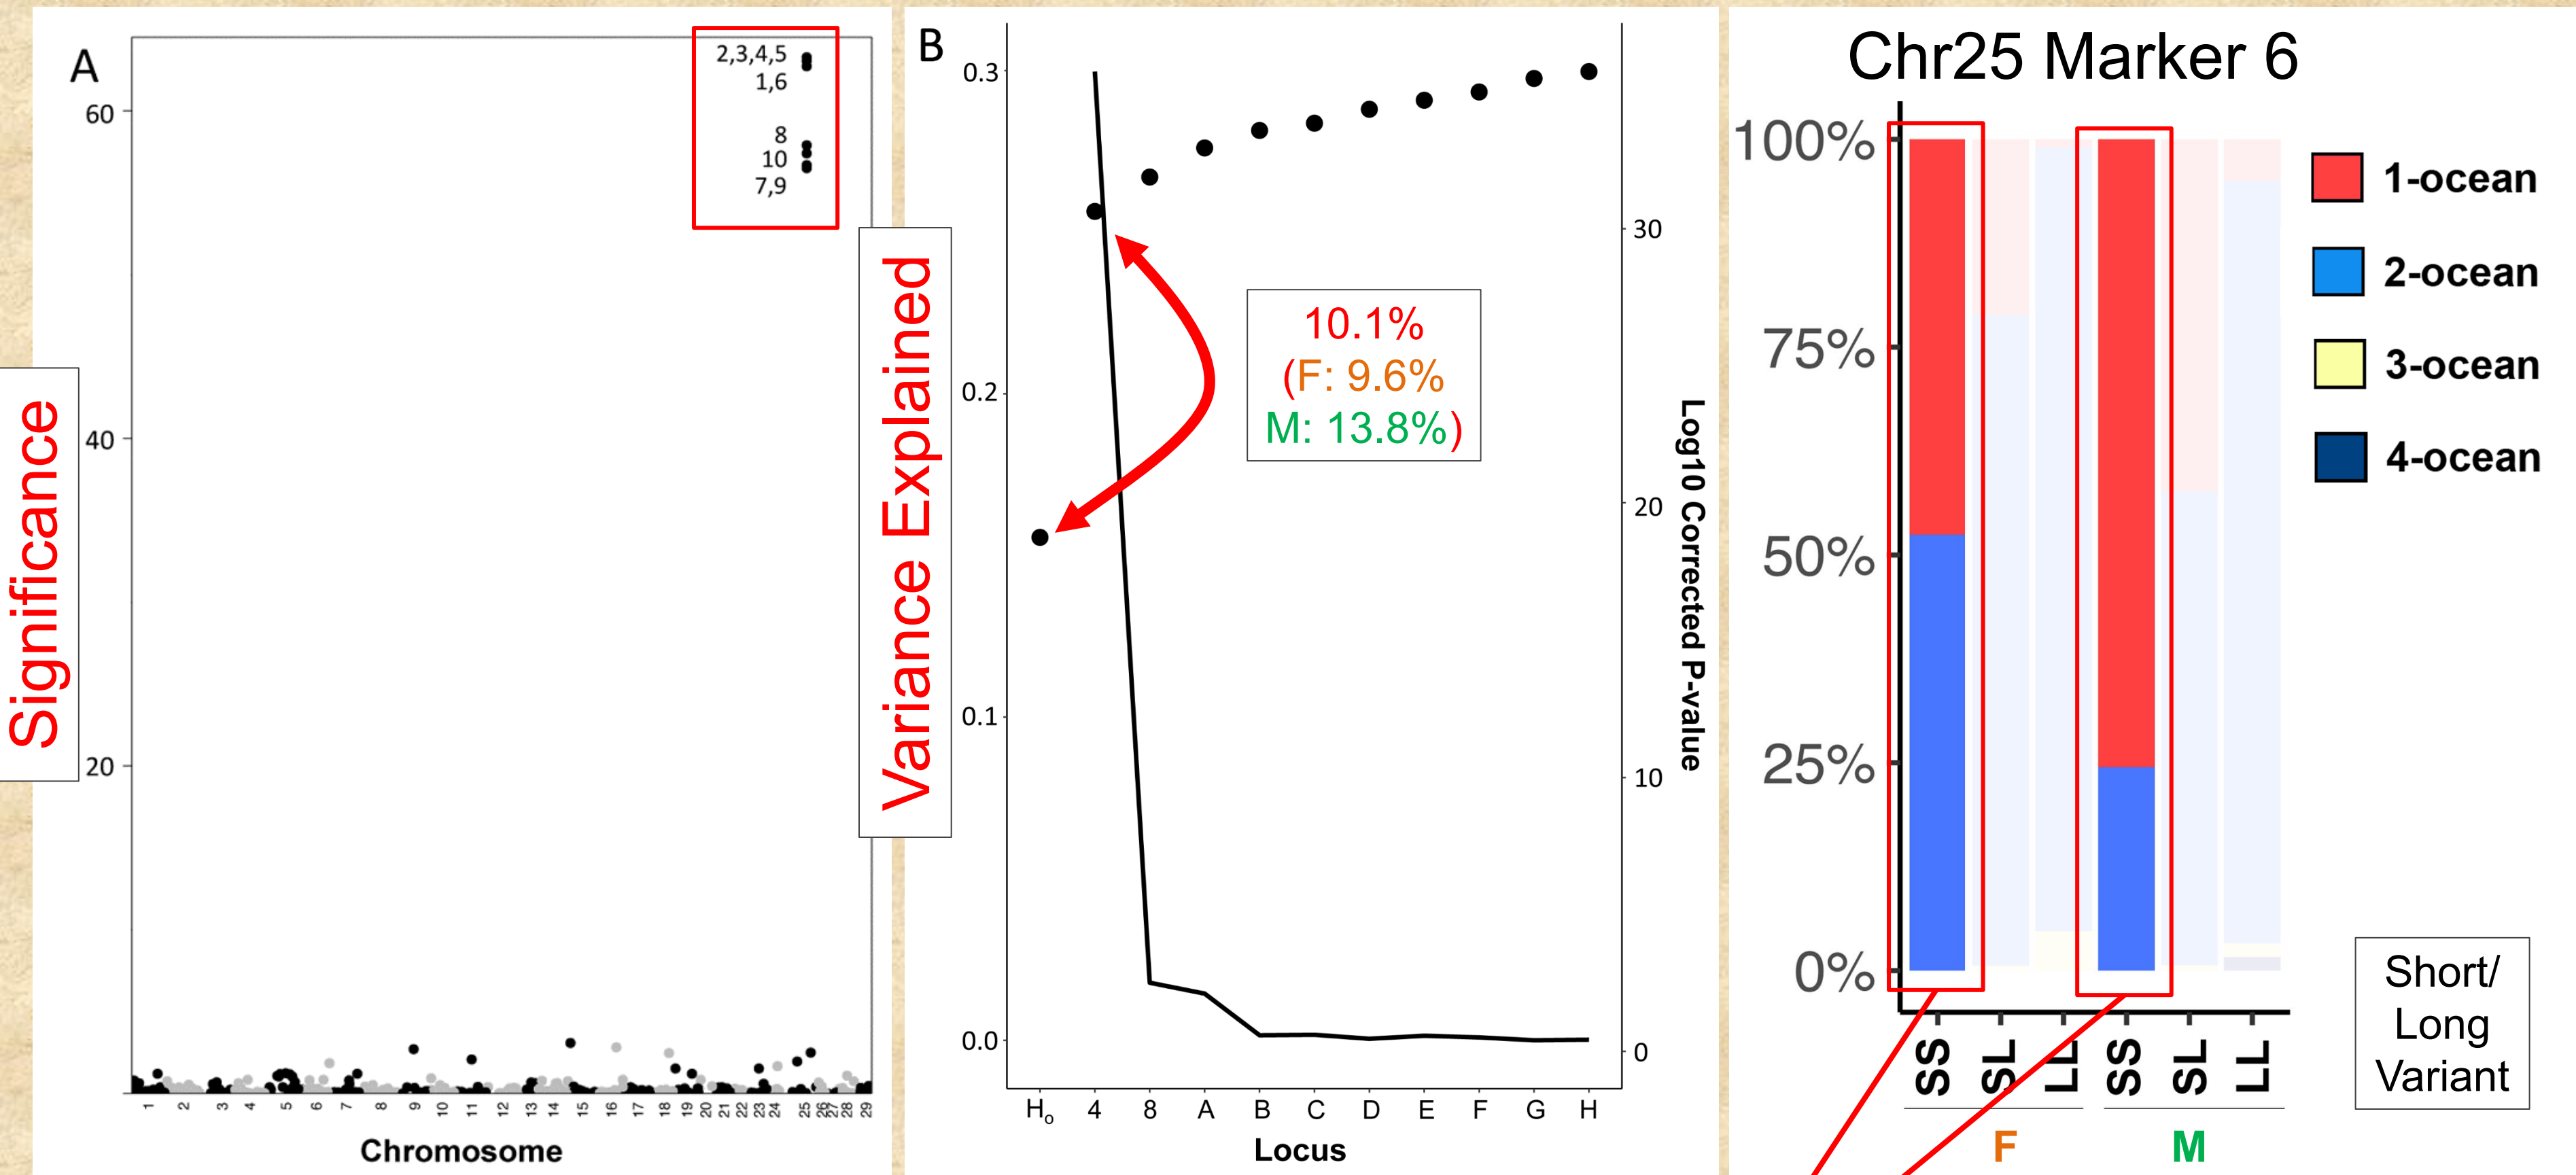 A
2,3,4,5
1,6
8
10
7,9
60
40
20
Significance
1 2 3 4 5 6 7 8 9 10 11 12 13 14 15 16 17 18 19 20 21 22 23 24 25 26 27 28 29
Chromosome
B
0.3
0.2
0.1
0.0
Variance Explained
10.1%
(F: 9.6%
M: 13.8%)
30
20
10
0
Log10 Corrected P-value
Ho 4 8 A B C D E F G H
Locus
Chr25 Marker 6
100%
75%
50%
25%
0%
1-ocean
2-ocean
3-ocean
4-ocean
SS SL LL SS SL LL
F M
Short/
Long
Variant